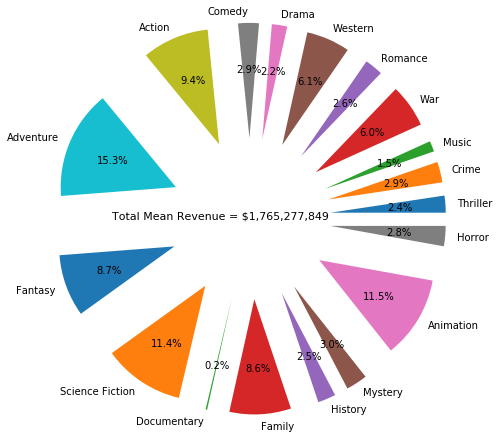 Comedy
Drama
Action
Western
2.9%
2.2%
Romance
9.4%
6.1%
2.6%
War
6.0%
Adventure
Music
15.3%
1.5%
Crime
2.9%
Thriller
2.4%
Total Mean Revenue = $1,765,277,849
2.8%
Horror
8.7%
Fantasy
11.5%
Animation
11.4%
3.0%
2.5%
0.2%
8.6%
Science Fiction
Mystery
History
Documentary
Family